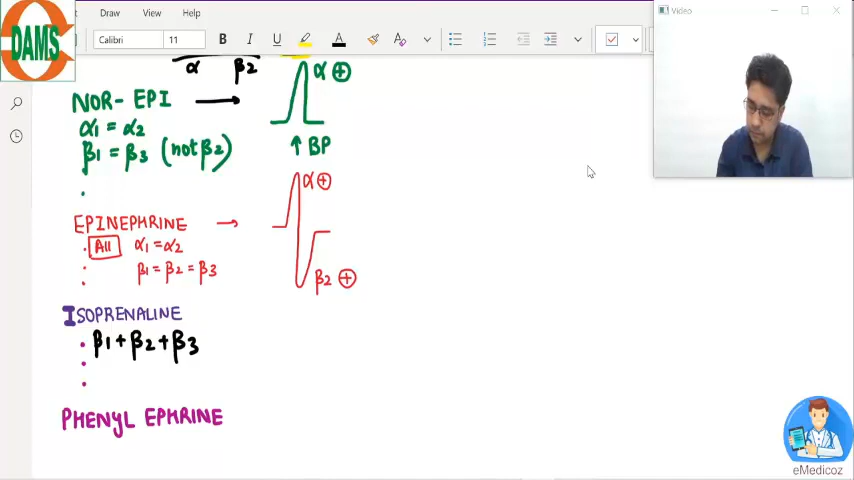 DAMS
Draw View Help
Video
Calibri 11 B I U A
α β2
NOR-EPI
α ⊕
α1 = α2
β1 = β3 (not β2)
↑ BP
α ⊕
EPINEPHRINE
All α1 = α2
β1 = β2 = β3
β2 ⊕
ISOPRENALINE
β1 + β2 + β3
PHENYL EPHRINE
eMedicoz